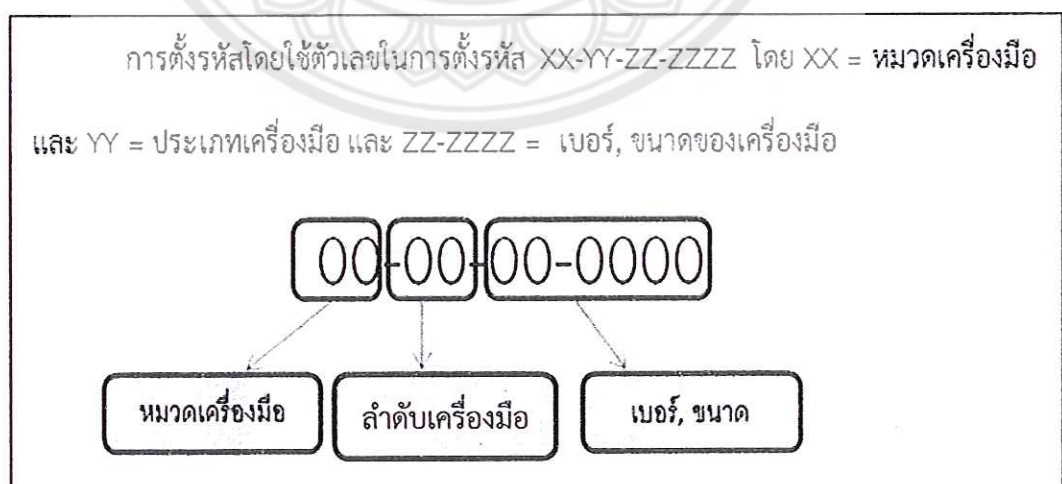 การตั้งรหัสโดยใช้ตัวเลขในการตั้งรหัส XX-YY-ZZ-ZZZZ โดย XX = หมวดเครื่องมือ
และ YY = ประเภทเครื่องมือ และ ZZ-ZZZZ = เบอร์, ขนาดของเครื่องมือ
00-00-00-0000
หมวดเครื่องมือ ลำดับเครื่องมือ เบอร์, ขนาด